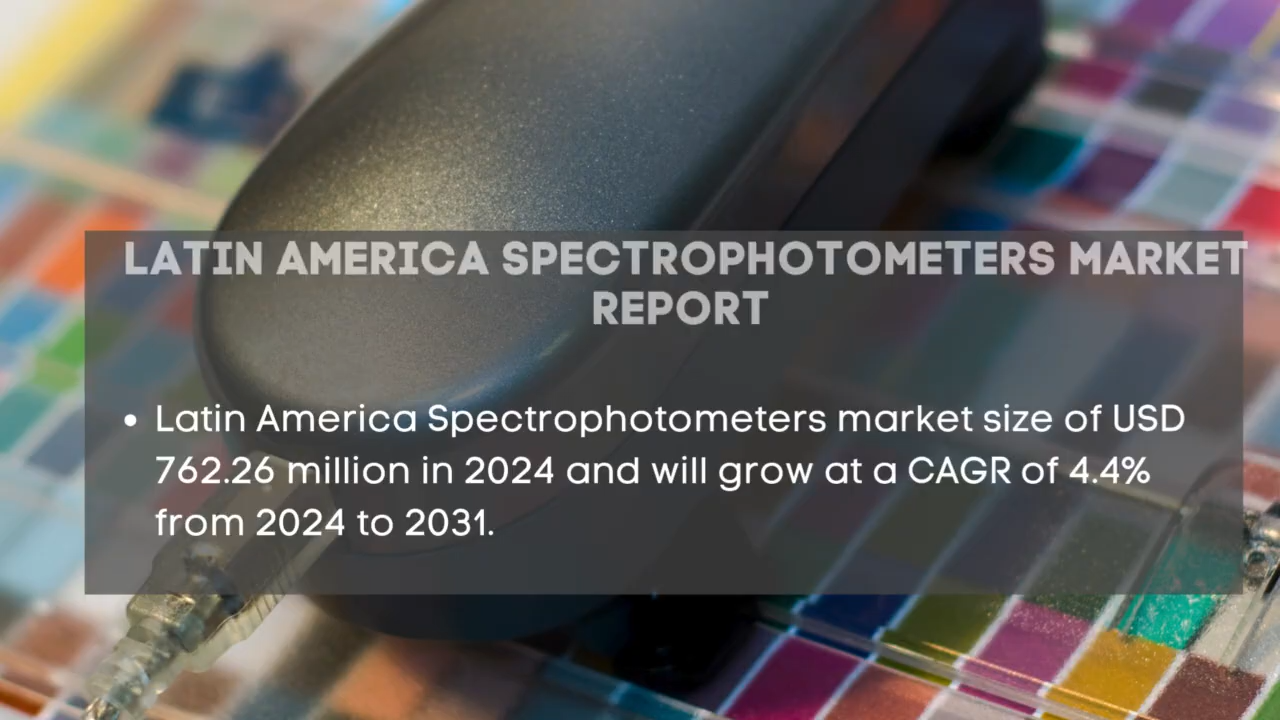 LATIN AMERICA SPECTROPHOTOMETERS MARKET
REPORT
• Latin America Spectrophotometers market size of USD
762.26 million in 2024 and will grow at a CAGR of 4.4%
from 2024 to 2031.